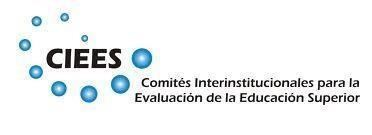 CIEES
Comités Interinstitucionales para la
Evaluación de la Educación Superior